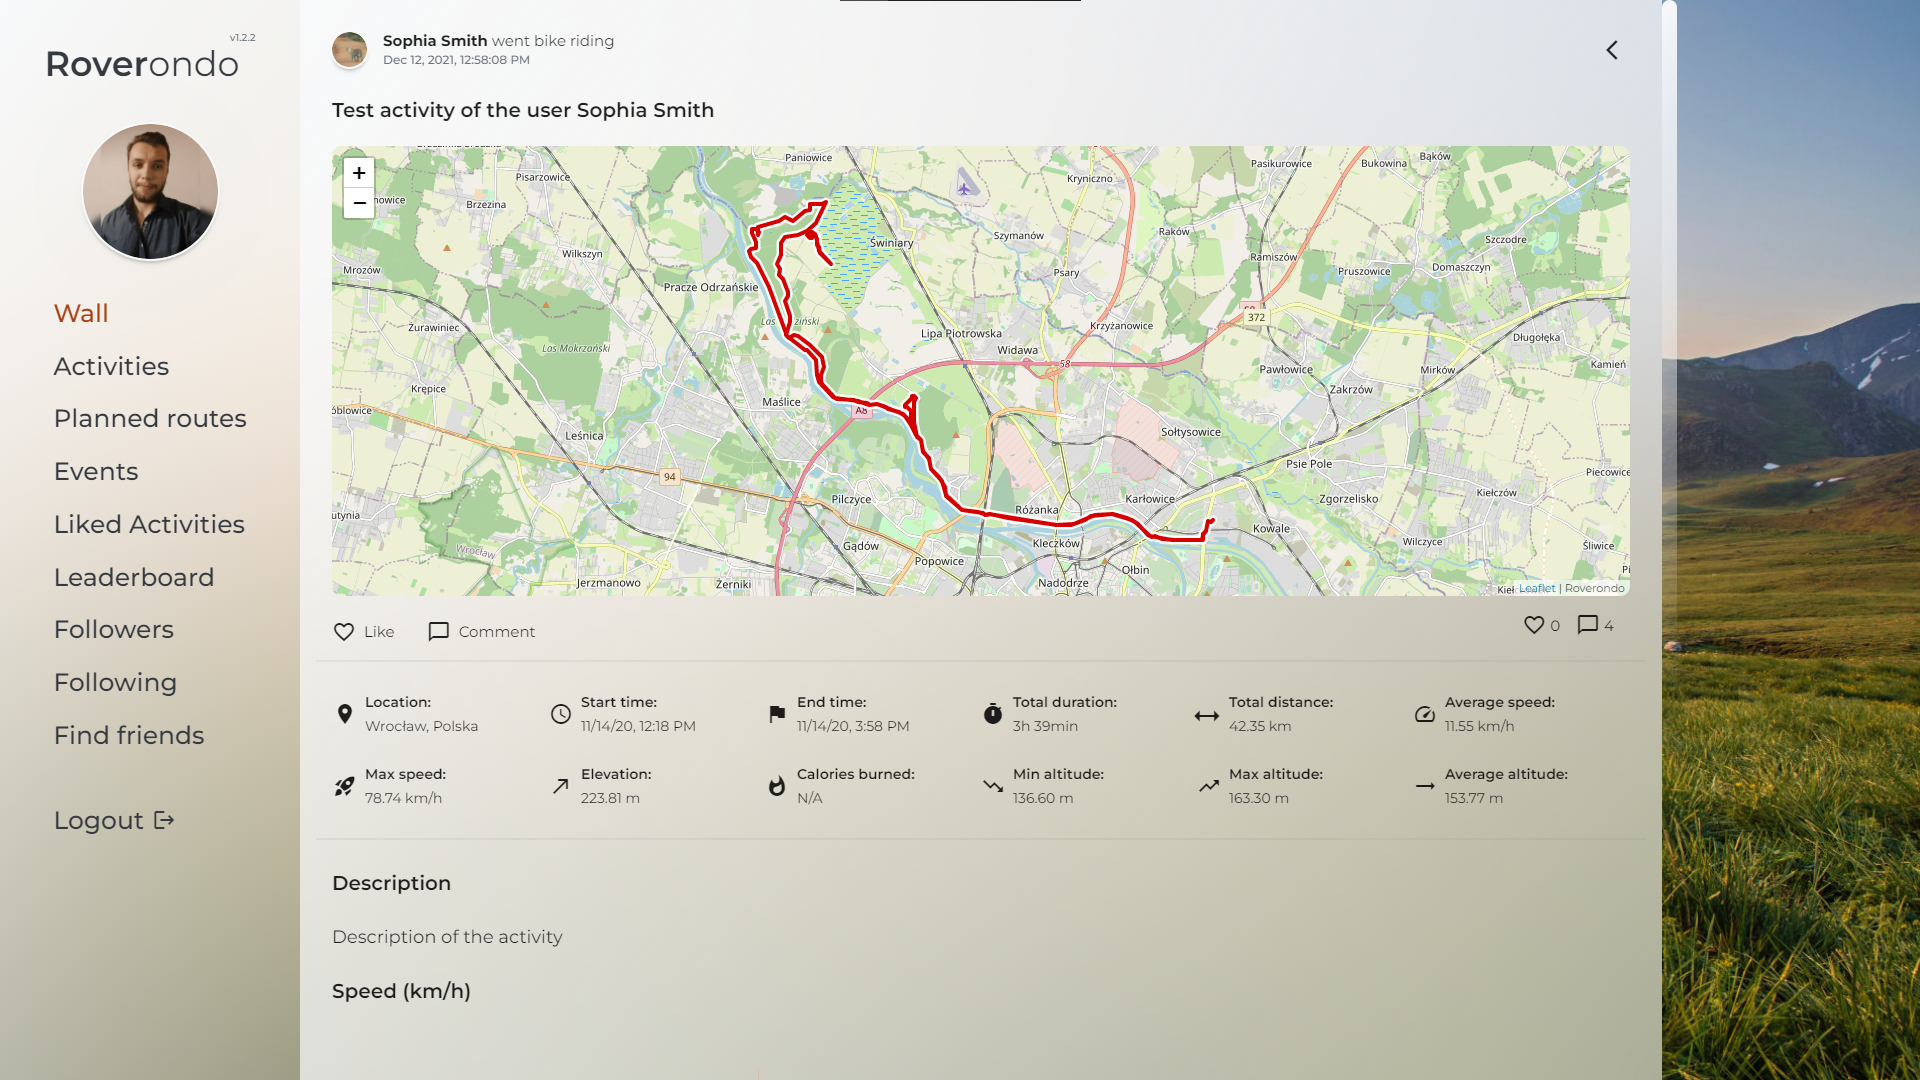 v1.2.2
Roverondo
Wall
Activities
Planned routes
Events
Liked Activities
Leaderboard
Followers
Following
Find friends
Logout
Sophia Smith went bike riding
Dec 12, 2021, 12:58:08 PM
Test activity of the user Sophia Smith
+
−
Paniowice
Pisarzowice
Brzezina
Wilkszyn
Mrozów
Pracze Odrzańskie
Żurawiniec
Las Mokrzański
Krępice
Leśnica
Maślice
94
A8
Pilczyce
Wrocław
Gądów
Popowice
Jerzmanowo
Żerniki
Świniary
Szymanów
Kryniczno
Psary
Lipa Piotrowska
Widawa
Krzyżanowice
58
Pasikurowice
Bukowina
Bąków
Raków
Ramiszów
Szczodre
Pruszowice
Domaszczyn
372
Długołęka
Pawłowice
Mirków
Kamień
Zakrzów
Sołtysowice
Psie Pole
Piecowice
Kiełczów
Zgorzelisko
Karłowice
Różanka
Kowale
Kleczków
Wilczyce
Śliwice
Ołbin
Nadodrze
Leaflet | Roverondo
Like
Comment
0
4
Location:
Wrocław, Polska
Start time:
11/14/20, 12:18 PM
End time:
11/14/20, 3:58 PM
Total duration:
3h 39min
Total distance:
42.35 km
Average speed:
11.55 km/h
Max speed:
78.74 km/h
Elevation:
223.81 m
Calories burned:
N/A
Min altitude:
136.60 m
Max altitude:
163.30 m
Average altitude:
153.77 m
Description
Description of the activity
Speed (km/h)